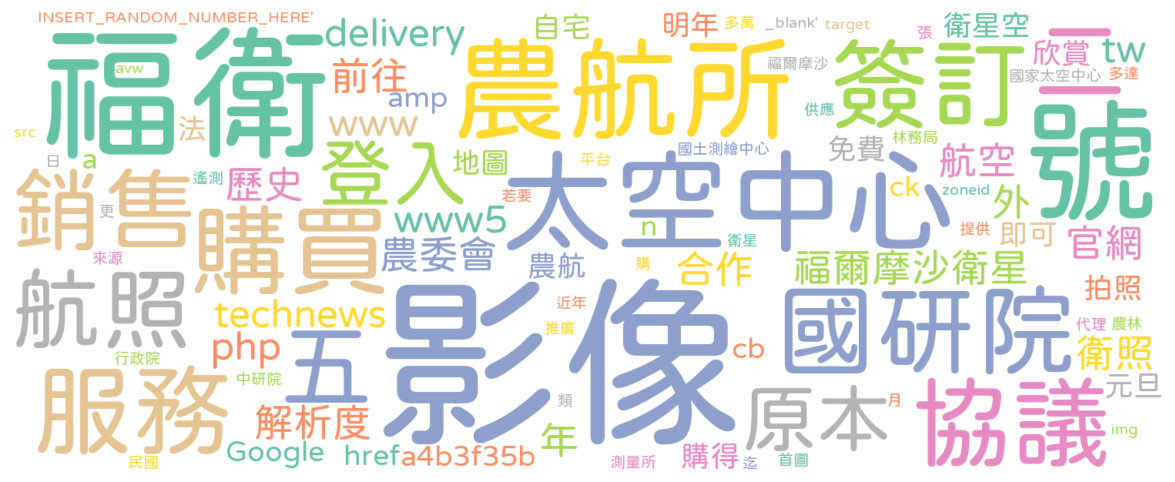 INSERT_RANDOM_NUMBER_HERE'
福衛
avw
delivery
自宅
明年
多萬
_blank'
target
張
衛星空
二
欣賞
tw
前往
amp
農航所
福爾摩沙
簽訂
國家太空中心
多達
三
號
src
法
www
供應
林務局
日
a
登入
地圖
平台
國土測繪中心
免費
航空
銷售
遙測
歷史
若要
太空中心
ck
zoneid
外
更
購買
www5
n
提供
即可
官網
來源
農委會
農航
購
衛星
合作
福爾摩沙衛星
航照
technews
影像
近年
國研院
拍照
推廣
代理
農林
行政院
php
五
cb
衛照
服務
中研院
類
原本
月
元旦
解析度
年
協議
img
民國
Google
href
a4b3f35b
測量所
購得
迄
首圖